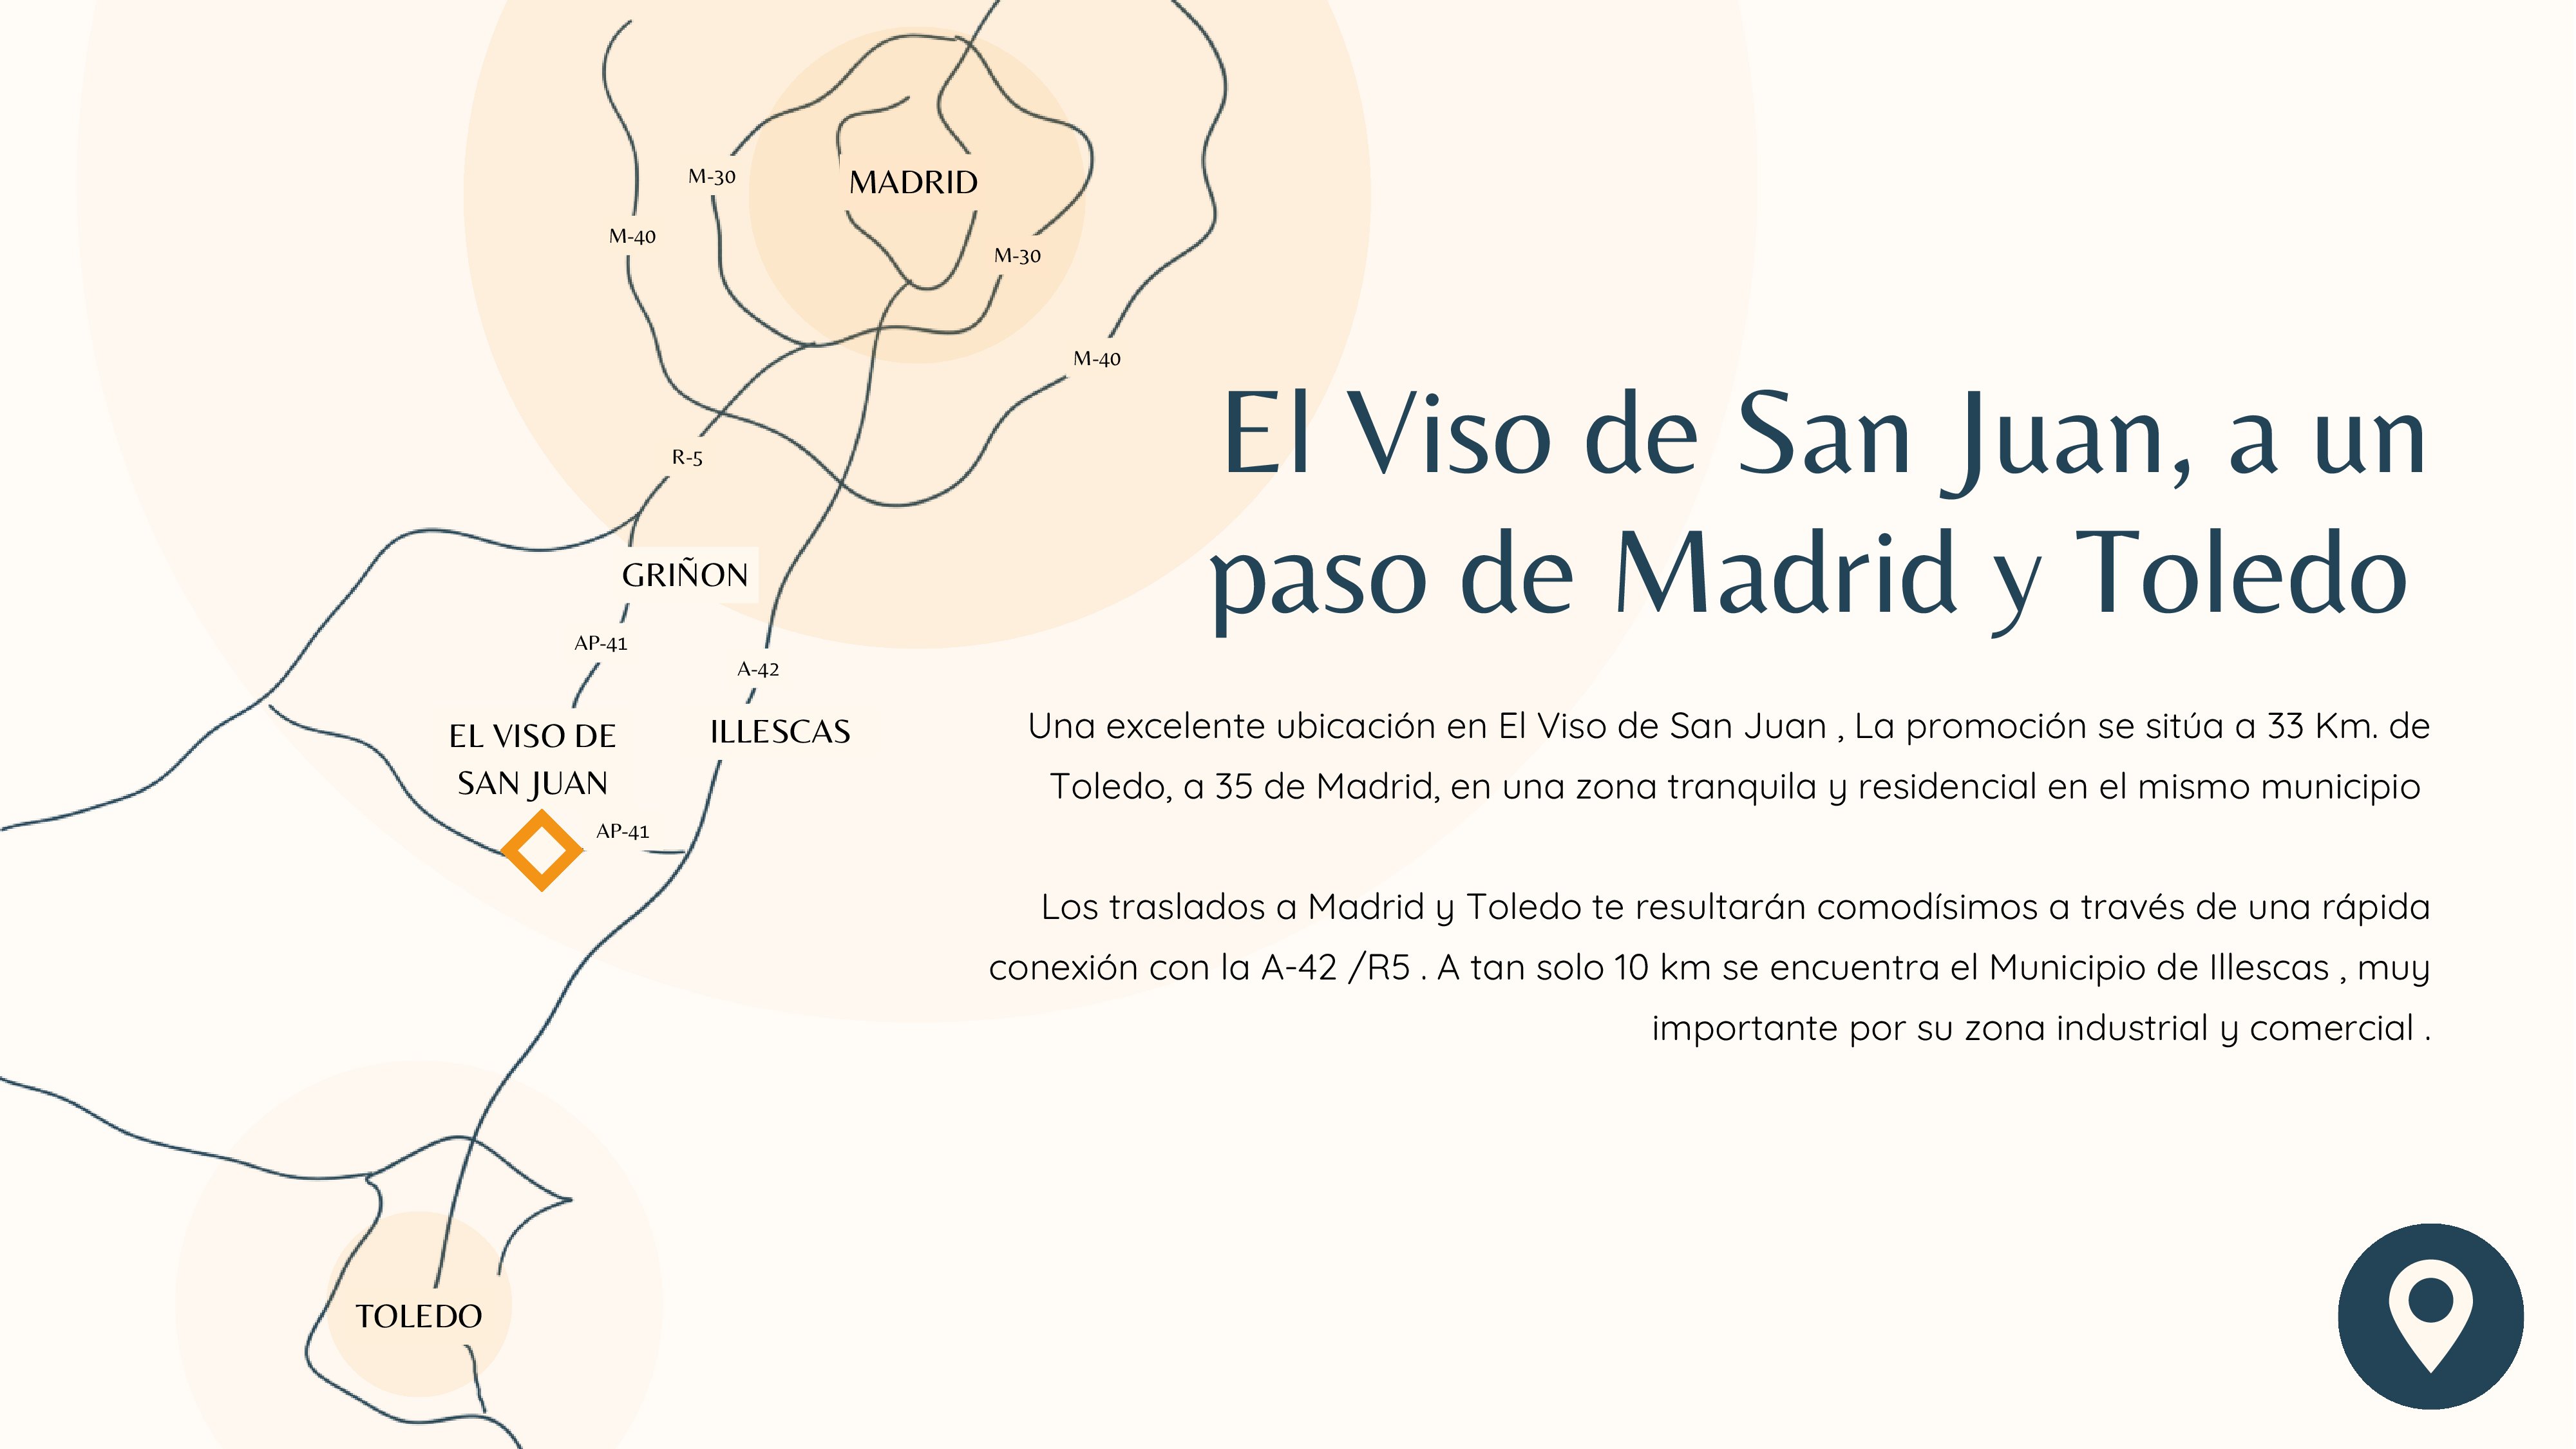 MADRID
M-30
M-40
M-30
M-40
R-5
GRIÑON
AP-41
A-42
EL VISO DE
SAN JUAN
ILLESCAS
AP-41
TOLEDO
El Viso de San Juan, a un
paso de Madrid y Toledo
Una excelente ubicación en El Viso de San Juan , La promoción se sitúa a 33 Km. de
Toledo, a 35 de Madrid, en una zona tranquila y residencial en el mismo municipio
Los traslados a Madrid y Toledo te resultarán comodísimos a través de una rápida
conexión con la A-42 /R5 . A tan solo 10 km se encuentra el Municipio de Illescas , muy
importante por su zona industrial y comercial .